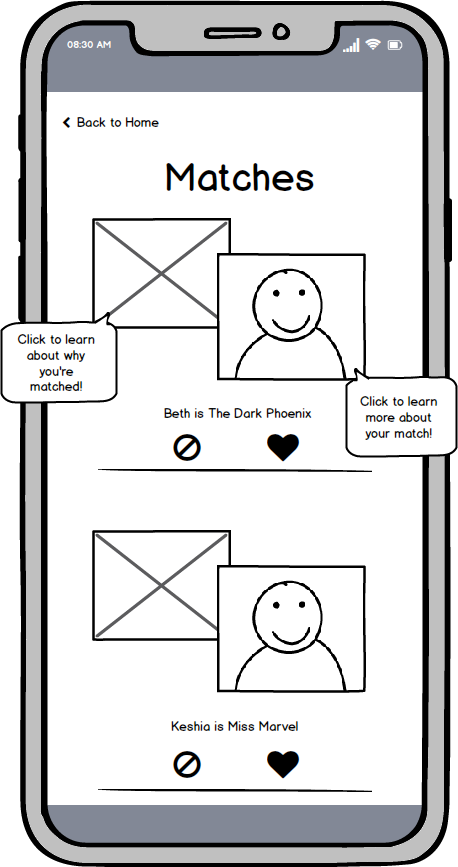 08:30 AM
Back to Home
Matches
Click to learn
about why
you're
matched!
Click to learn
more about
your match!
Beth is The Dark Phoenix
Keshia is Miss Marvel